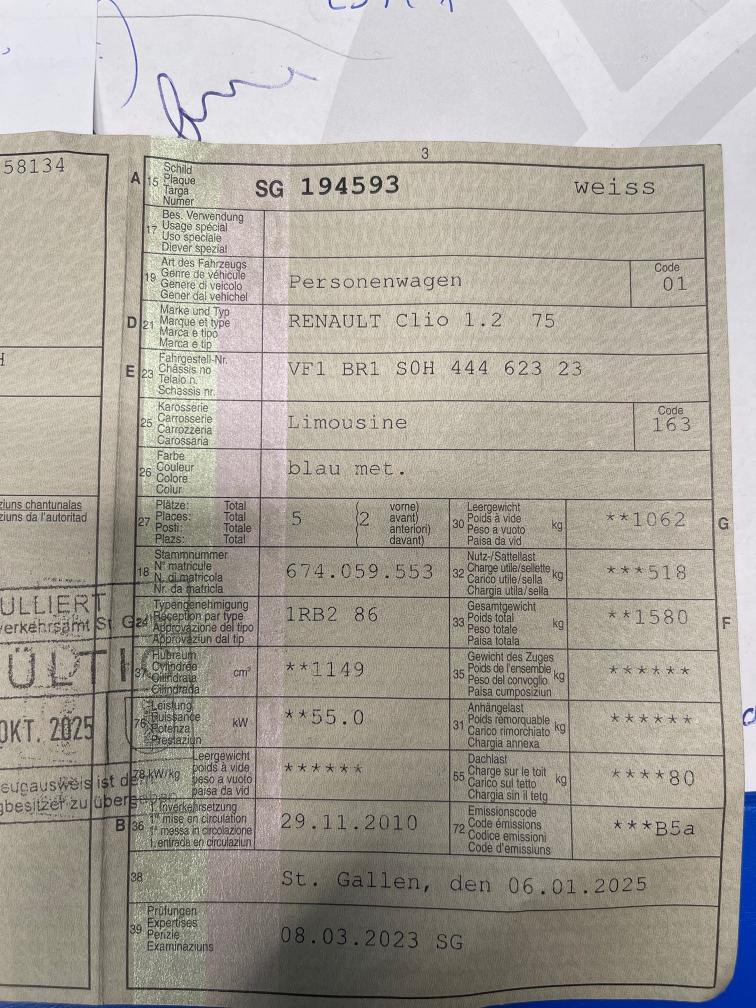 3
58134
A 15 Schild
Plaque
Targa
Numer
SG 194593 weiss
17 Bes. Verwendung
Usage spécial
Uso speciale
Diever spezial
19 Art des Fahrzeugs
Genre de véhicule
Genere di veicolo
Gener dal vehichel
Personenwagen
Code
01
D 21 Marke und Typ
Marque et type
Marca e tipo
Marca e tip
RENAULT Clio 1.2 75
E 23 Fahrgestell-Nr.
Châssis no
Telaio n.
Schassis nr.
VF1 BR1 S0H 444 623 23
25 Karosserie
Carrosserie
Carrozzeria
Carossaria
Limousine
Code
163
26 Farbe
Couleur
Colore
Colur
blau met.
27 Plätze: Total
Places: Total
Posti: Totale
Plazs: Total
5 (2 vorne)
avant)
anteriori)
davant)
30 Leergewicht
Poids à vide
Peso a vuoto
Paisa da vid
kg
**1062
G
18 Stammnummer
N° matricule
N. di matricola
Nr. da matricla
674.059.553
32 Nutz-/Sattellast
Charge utile/sellette
Carico utile/sella
Chargia utila/sella
kg
***518
24 Typengenehmigung
Réception par type
Approvazione del tipo
Approvaziun dal tip
1RB2 86
33 Gesamtgewicht
Poids total
Peso totale
Paisa totala
kg
**1580
F
37 Hubraum
Cylindrée
Cilindrata
Cilindrada
cm³
**1149
35 Gewicht des Zuges
Poids de l'ensemble
Peso del convoglio
Paisa cumposiziun
kg
******
76 Leistung
Puissance
Potenza
Prestaziun
kW
**55.0
31 Anhängelast
Poids remorquable
Carico rimorchiato
Chargia annexa
kg
******
78 kW/kg
Leergewicht
poids à vide
peso a vuoto
paisa da vid
******
55 Dachlast
Charge sur le toit
Carico sul tetto
Chargia sin il tetg
kg
****80
B 36 1. Inverkehrsetzung
1re mise en circulation
1a messa in circolazione
1. entrada en circulaziun
29.11.2010
72 Emissionscode
Code émissions
Codice emissioni
Code d'emissiuns
***B5a
38
St. Gallen, den 06.01.2025
39 Prüfungen
Expertises
Perizie
Examinaziuns
08.03.2023 SG
H
ziuns chantunalas
ziuns da l'autoritad
ULLIERT
verkehrsamt St. G
ÜLTI
OKT. 2025
eugausweis ist de
gbesitzer zu überge